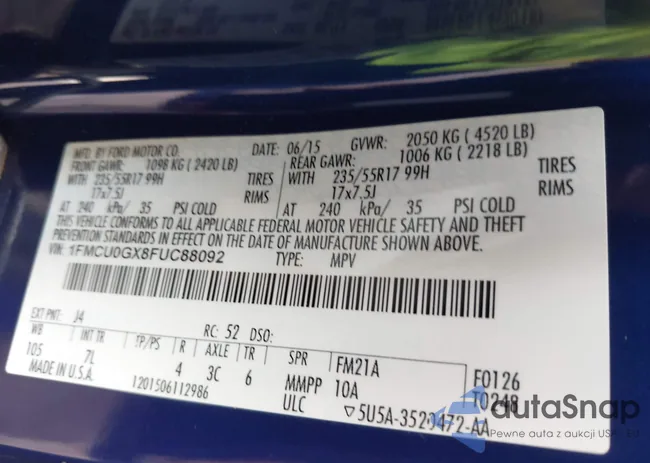 MFD. BY FORD MOTOR CO. DATE: 06/15 GVWR: 2050 KG ( 4520 LB)
FRONT GAWR: 1098 KG ( 2420 LB) REAR GAWR: 1006 KG ( 2218 LB)
WITH 235/55R17 99H TIRES WITH 235/55R17 99H TIRES
17x7.5J RIMS 17x7.5J RIMS
AT 240 kPa/ 35 PSI COLD AT 240 kPa/ 35 PSI COLD
THIS VEHICLE CONFORMS TO ALL APPLICABLE FEDERAL MOTOR VEHICLE SAFETY AND THEFT
PREVENTION STANDARDS IN EFFECT ON THE DATE OF MANUFACTURE SHOWN ABOVE.
VIN: 1FMCU0GX8FUC88092 TYPE: MPV
EXT PNT: J4 RC: 52 DSO:
WB INT TR TP/PS R AXLE TR SPR FM21A F0126
105 7L 4 3C 6 MMPP 10A T0248
MADE IN U.S.A. 1201506112986 ULC ▽5U5A-3520472-AA
autaSnap
Pewne auta z aukcji USA